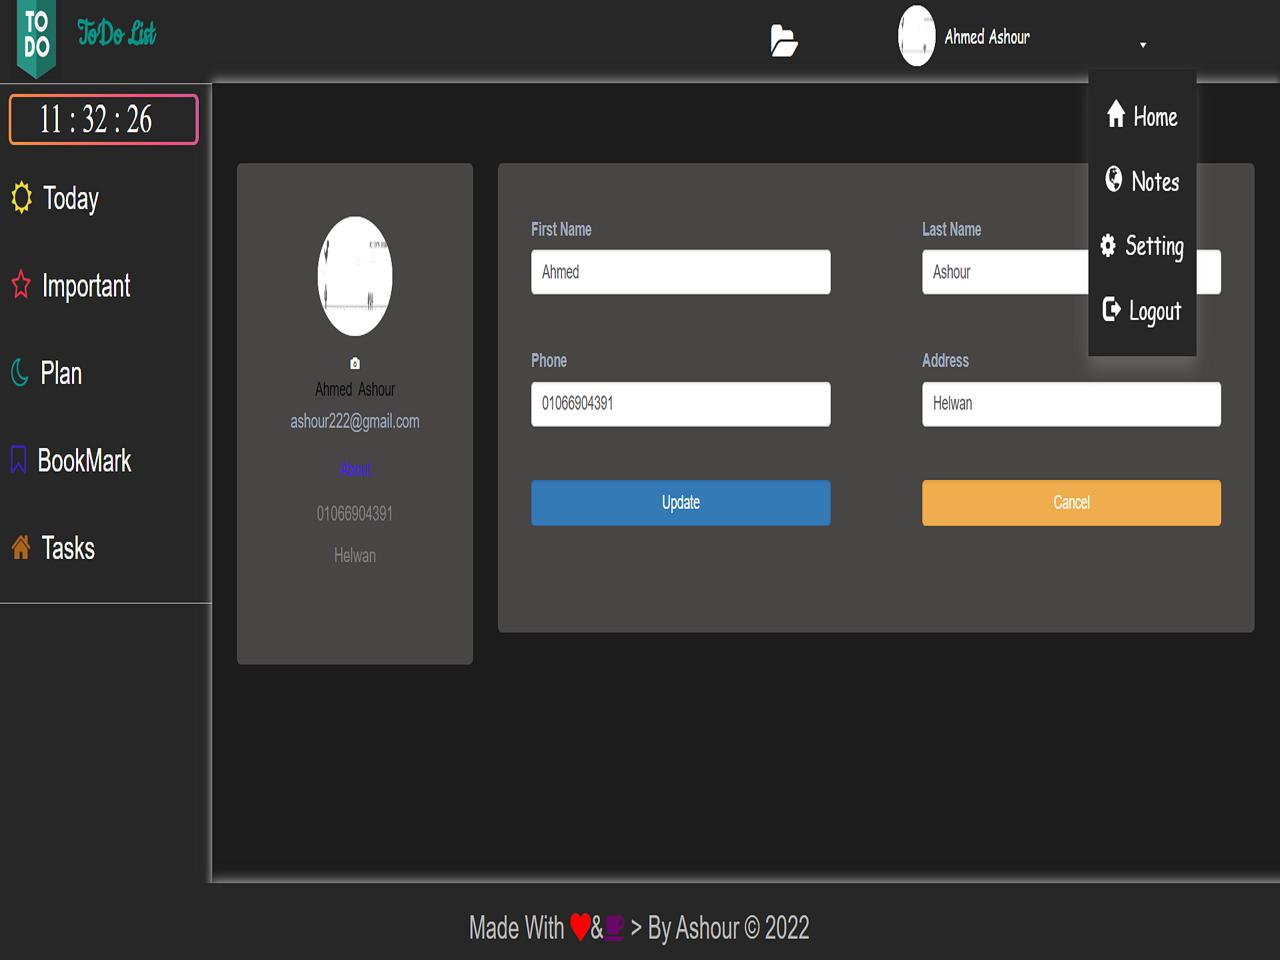 TO
DO
ToDo List
Ahmed Ashour
11 : 32 : 26
Today
Important
Plan
BookMark
Tasks
Home
Notes
Setting
Logout
Ahmed Ashour
ashour222@gmail.com
About
01066904391
Helwan
First Name
Last Name
Ahmed
Ashour
Phone
Address
01066904391
Helwan
Update
Cancel
Made With & > By Ashour © 2022